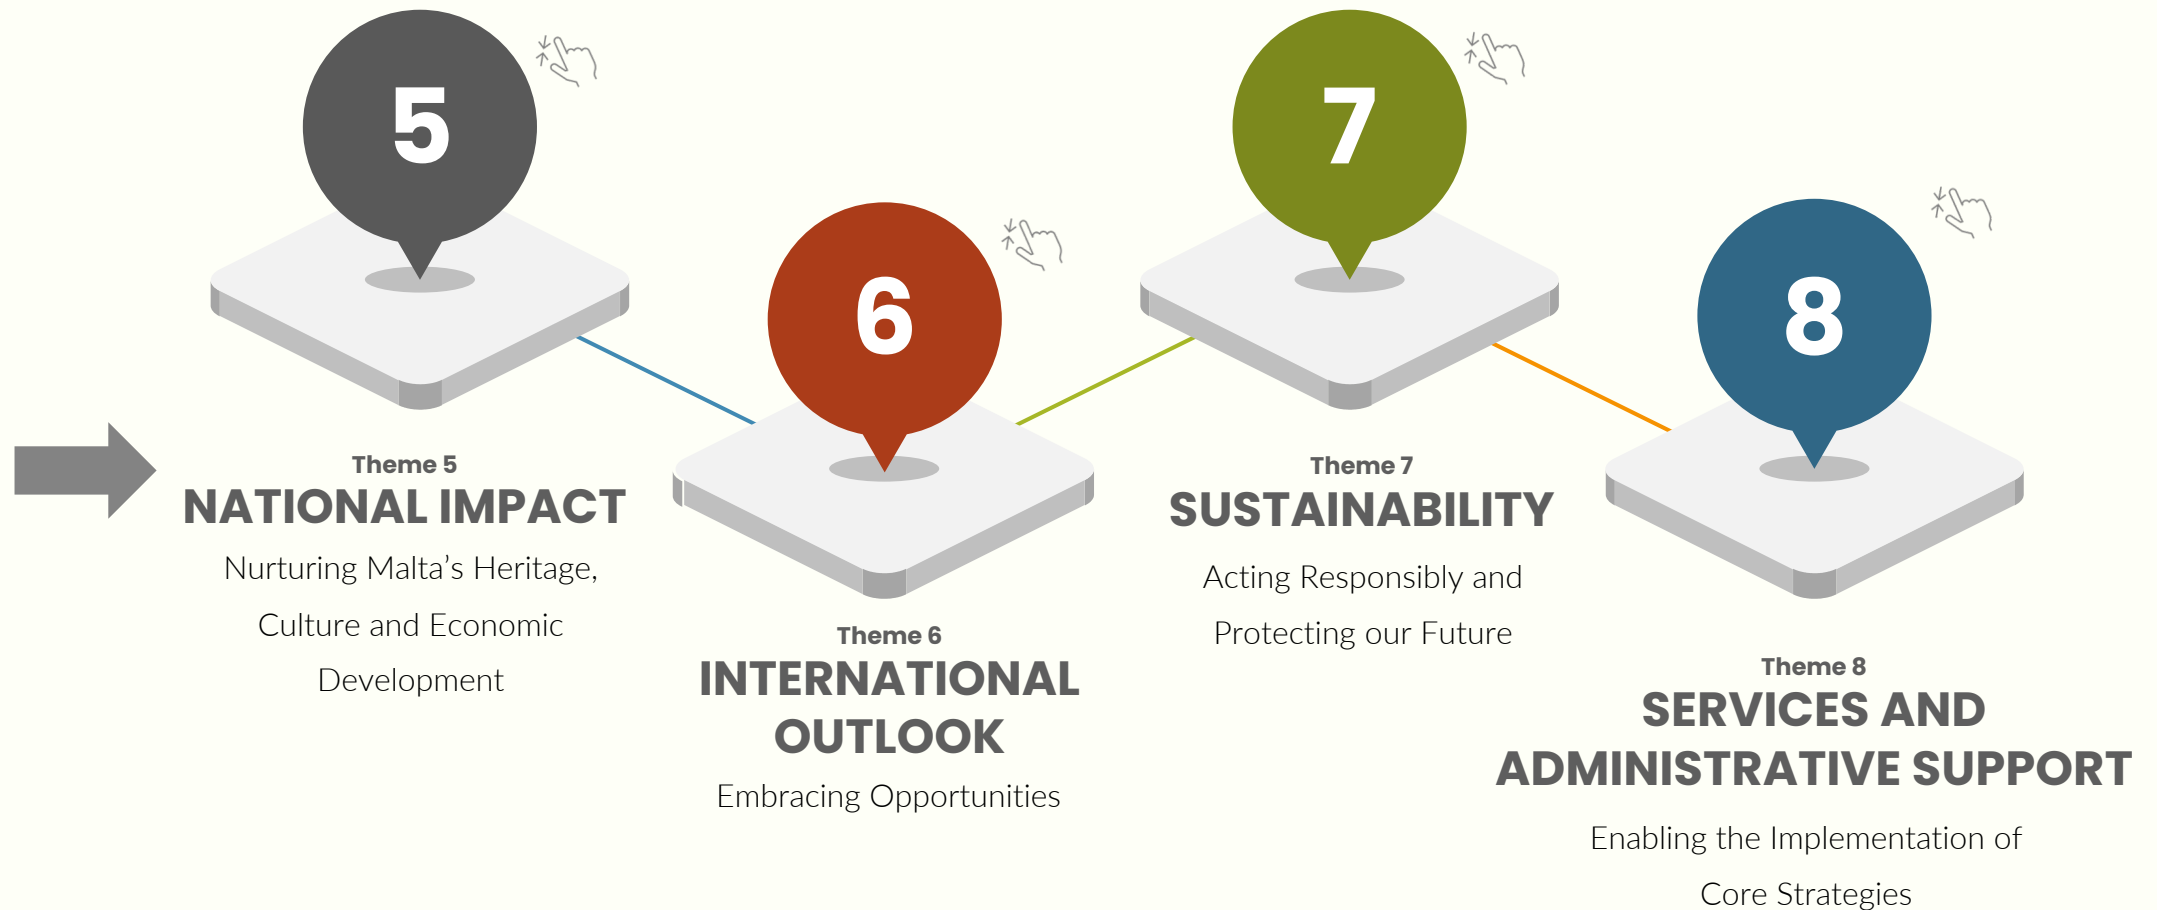 5
Theme 5
NATIONAL IMPACT
Nurturing Malta’s Heritage,
Culture and Economic
Development
6
Theme 6
INTERNATIONAL
OUTLOOK
Embracing Opportunities
7
Theme 7
SUSTAINABILITY
Acting Responsibly and
Protecting our Future
8
Theme 8
SERVICES AND
ADMINISTRATIVE SUPPORT
Enabling the Implementation of
Core Strategies